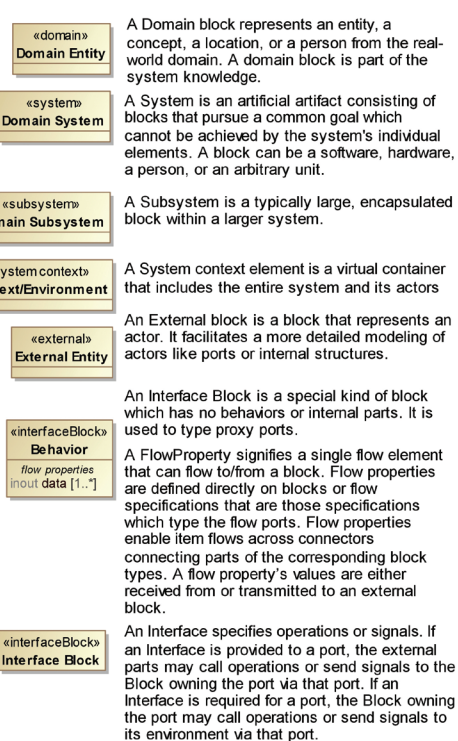 «domain»
Domain Entity
A Domain block represents an entity, a
concept, a location, or a person from the real-
world domain. A domain block is part of the
system knowledge.
«system»
Domain System
A System is an artificial artifact consisting of
blocks that pursue a common goal which
cannot be achieved by the system's individual
elements. A block can be a software, hardware,
a person, or an arbitrary unit.
«subsystem»
main Subsystem
A Subsystem is a typically large, encapsulated
block within a larger system.
ystem context»
ext/Environment
A System context element is a virtual container
that includes the entire system and its actors
«external»
External Entity
An External block is a block that represents an
actor. It facilitates a more detailed modeling of
actors like ports or internal structures.
An Interface Block is a special kind of block
which has no behaviors or internal parts. It is
used to type proxy ports.
«interfaceBlock»
Behavior
flow properties
inout data [1..*]
A FlowProperty signifies a single flow element
that can flow to/from a block. Flow properties
are defined directly on blocks or flow
specifications that are those specifications
which type the flow ports. Flow properties
enable item flows across connectors
connecting parts of the corresponding block
types. A flow property's values are either
received from or transmitted to an external
block.
«interfaceBlock»
Interface Block
An Interface specifies operations or signals. If
an Interface is provided to a port, the external
parts may call operations or send signals to the
Block owning the port via that port. If an
Interface is required for a port, the Block owning
the port may call operations or send signals to
its environment via that port.